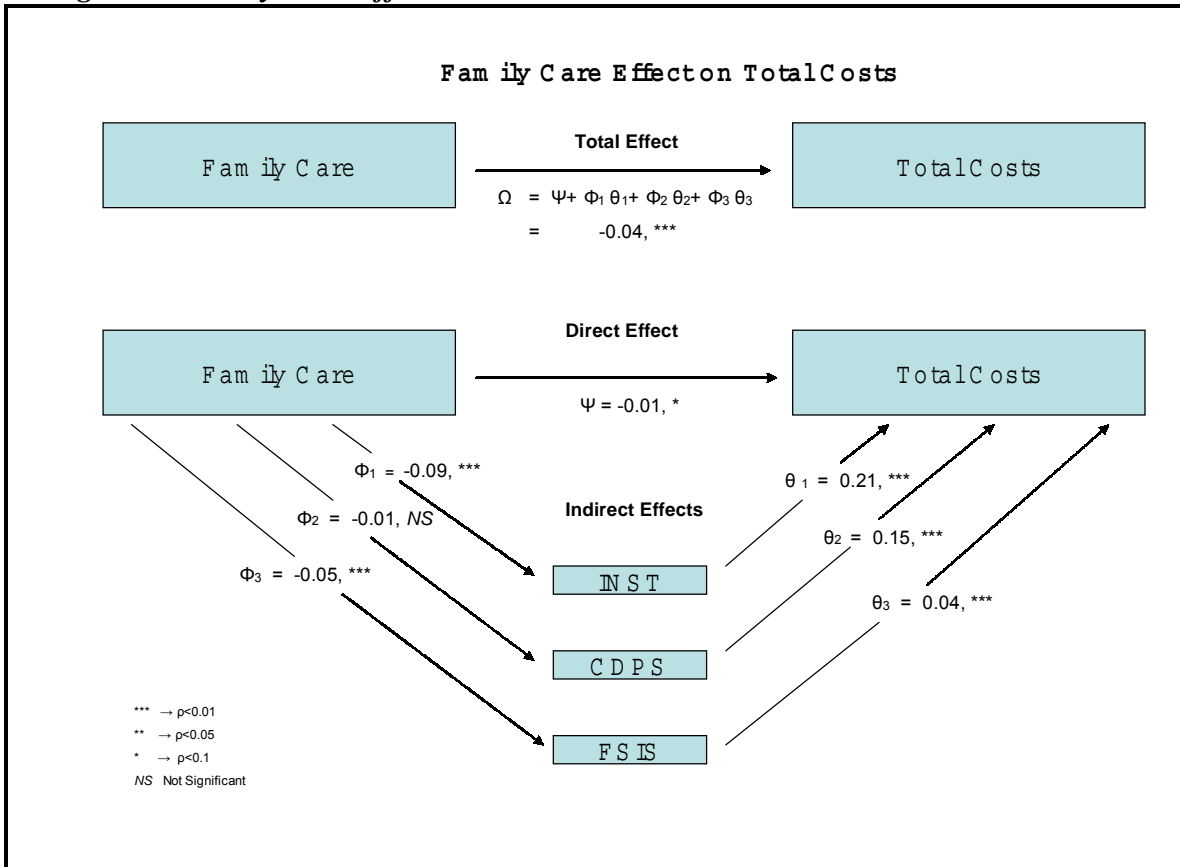 Family Care Effect on Total Costs
Family Care
Total Effect
Total Costs
Ω = Ψ+ Φ1 θ1+ Φ2 θ2+ Φ3 θ3
= -0.04, ***
Family Care
Direct Effect
Total Costs
Ψ = -0.01, *
Φ1 = -0.09, ***
θ 1 = 0.21, ***
Φ2 = -0.01, NS
Indirect Effects
θ2 = 0.15, ***
Φ3 = -0.05, ***
INST
θ3 = 0.04, ***
CDPS
FSIS
*** → ρ<0.01
** → ρ<0.05
* → ρ<0.1
NS Not Significant